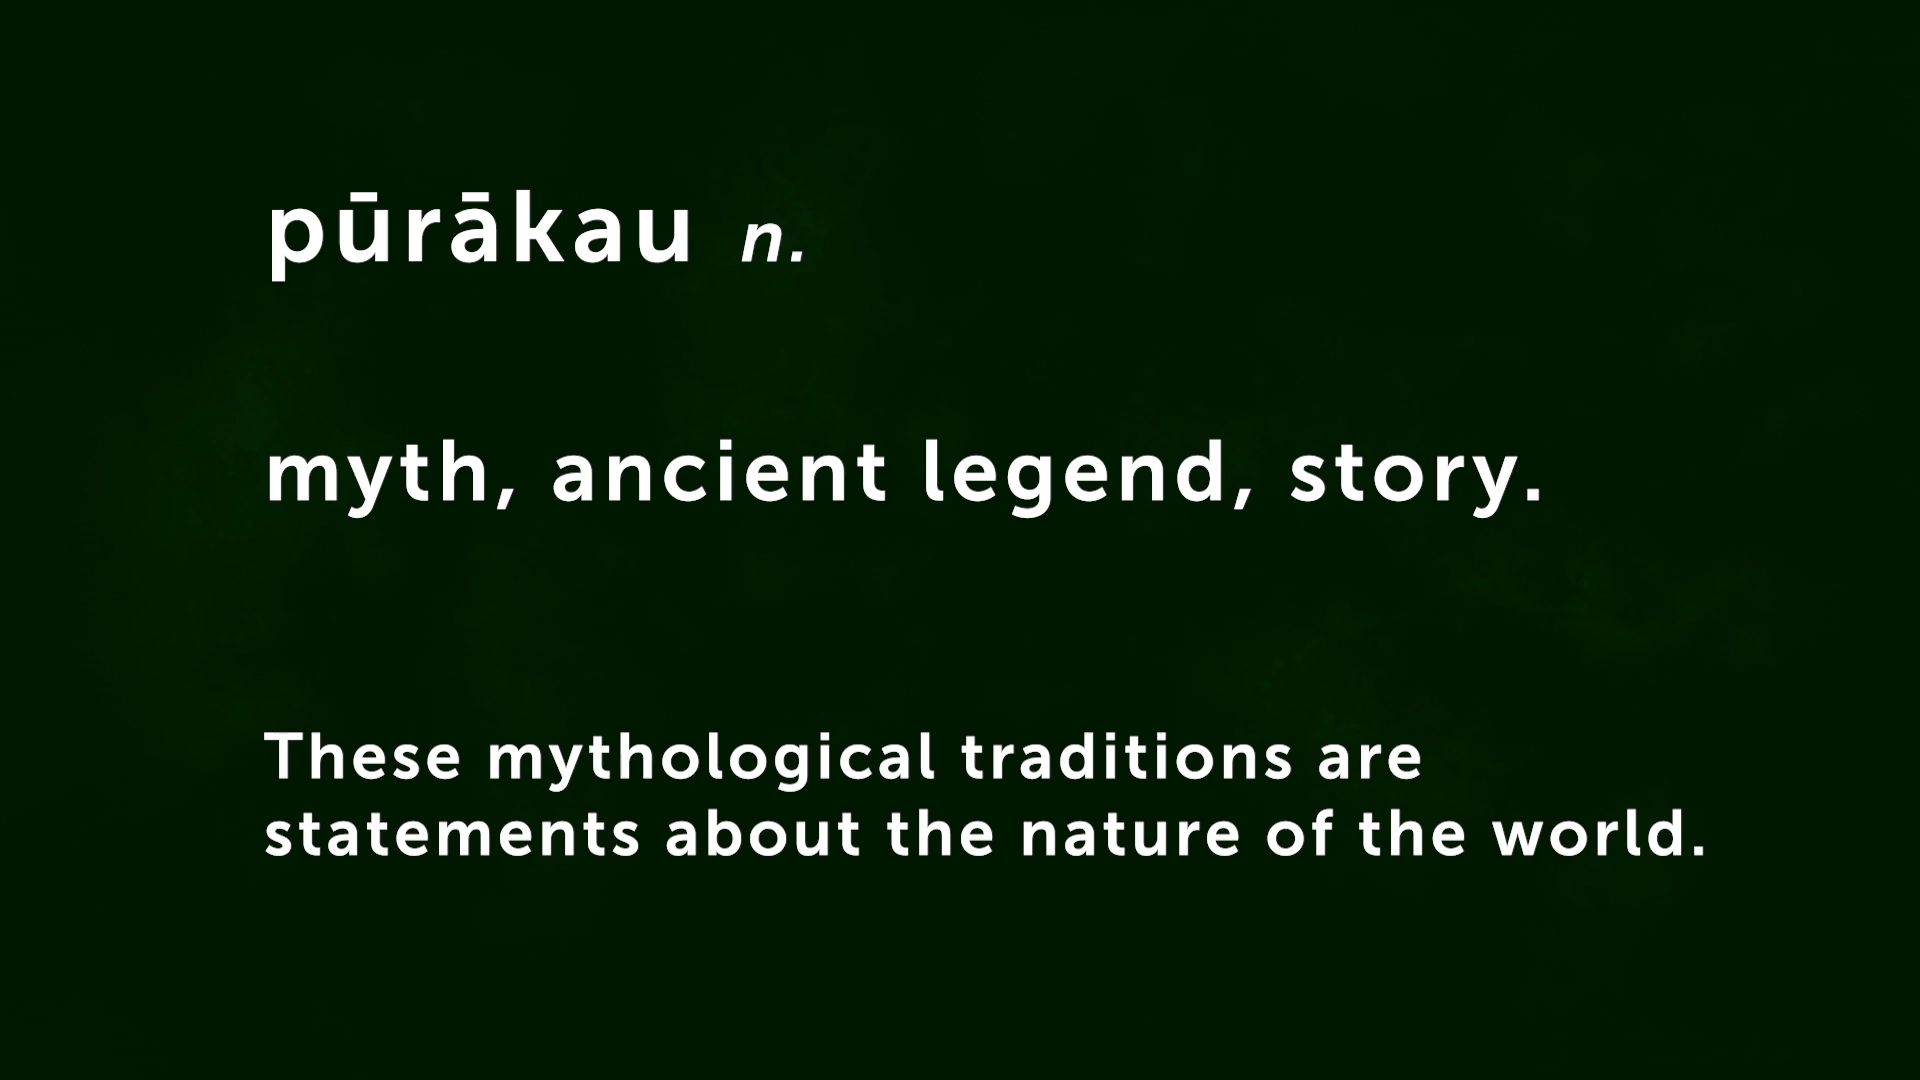 pūrākau n.
myth, ancient legend, story.
These mythological traditions are
statements about the nature of the world.